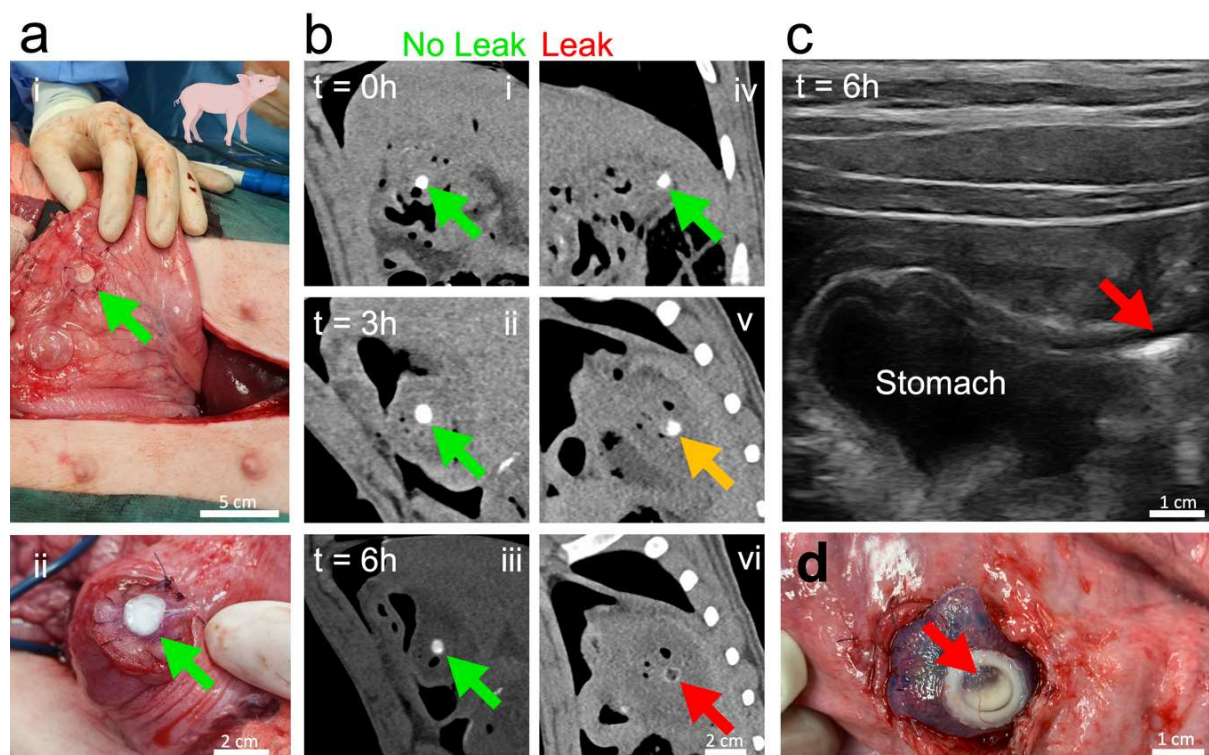 a
i
5 cm
ii
2 cm
b
No Leak Leak
t = 0h
i
iv
t = 3h
ii
v
t = 6h
iii
vi
2 cm
c
t = 6h
Stomach
1 cm
d
1 cm